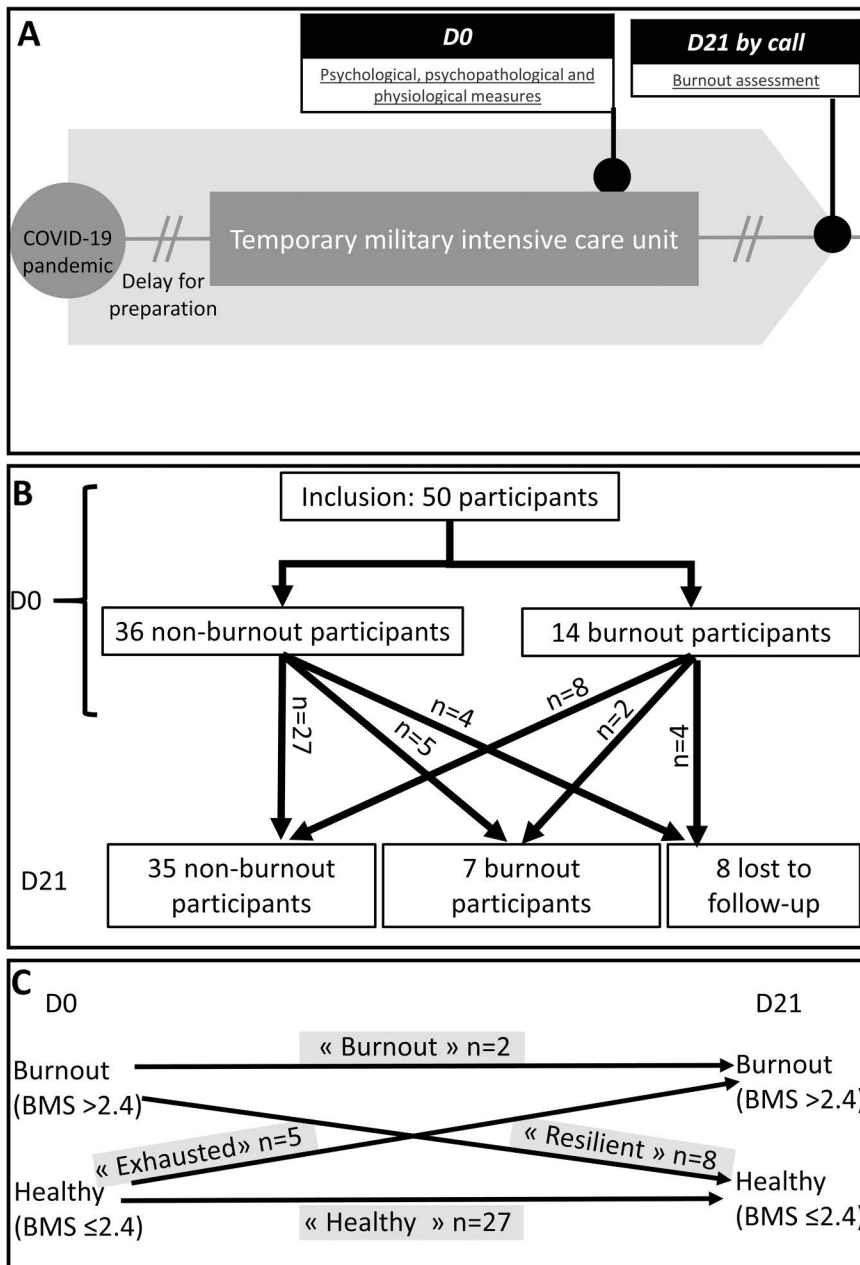 A
D0
Psychological, psychopathological and
physiological measures
D21 by call
Burnout assessment
COVID-19
pandemic
Delay for
preparation
Temporary military intensive care unit
B
Inclusion: 50 participants
D0
36 non-burnout participants
14 burnout participants
n=27
n=5
n=4
n=8
n=2
n=4
D21
35 non-burnout
participants
7 burnout
participants
8 lost to
follow-up
C
D0
D21
« Burnout » n=2
Burnout
(BMS >2.4)
Burnout
(BMS >2.4)
« Exhausted» n=5
« Resilient » n=8
Healthy
(BMS ≤2.4)
Healthy
(BMS ≤2.4)
« Healthy » n=27